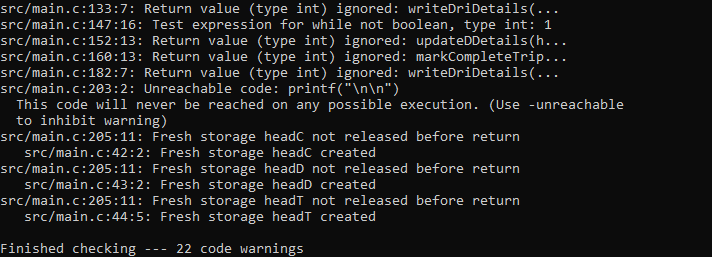 src/main.c:133:7: Return value (type int) ignored: writeDriDetails(...
src/main.c:147:16: Test expression for while not boolean, type int: 1
src/main.c:152:13: Return value (type int) ignored: updateDDetails(h...
src/main.c:160:13: Return value (type int) ignored: markCompleteTrip...
src/main.c:182:7: Return value (type int) ignored: writeDriDetails(...
src/main.c:203:2: Unreachable code: printf("\n\n")
  This code will never be reached on any possible execution. (Use -unreachable
  to inhibit warning)
src/main.c:205:11: Fresh storage headC not released before return
   src/main.c:42:2: Fresh storage headC created
src/main.c:205:11: Fresh storage headD not released before return
   src/main.c:43:2: Fresh storage headD created
src/main.c:205:11: Fresh storage headT not released before return
   src/main.c:44:5: Fresh storage headT created

Finished checking --- 22 code warnings